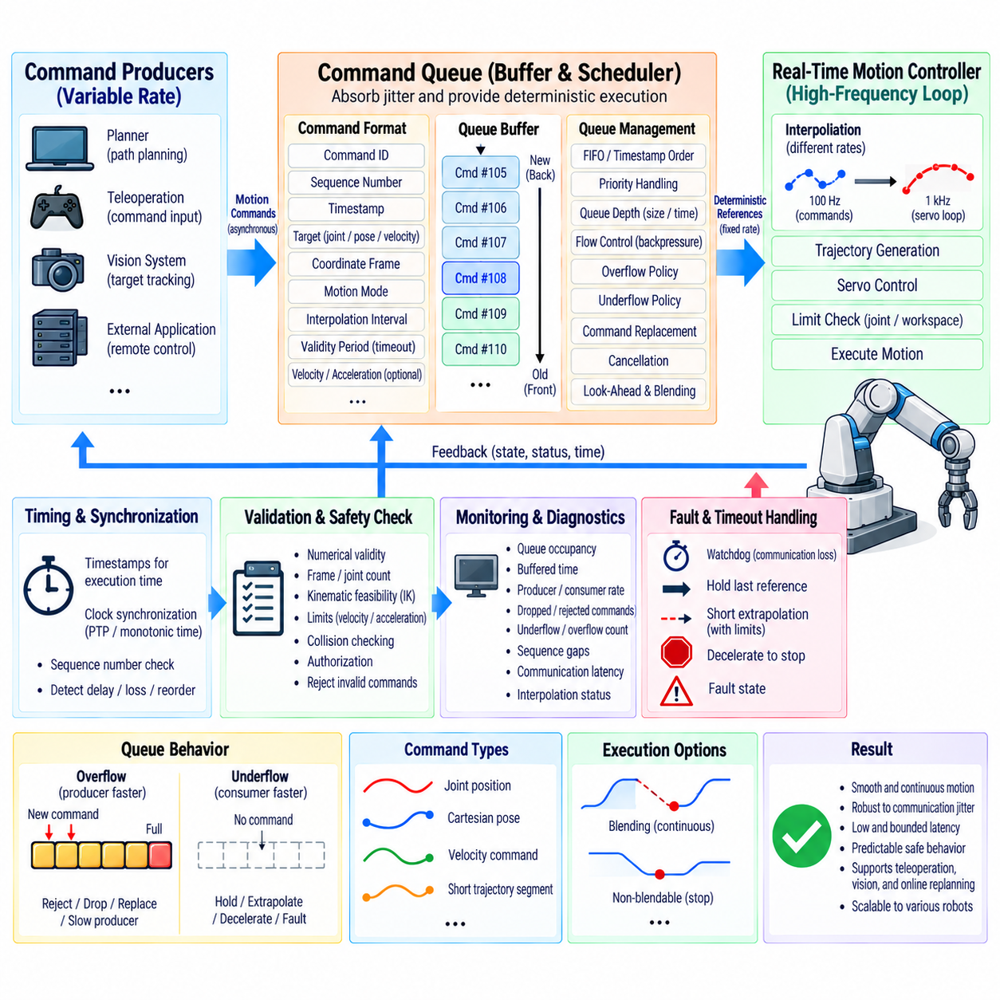 Command Producers
(Variable Rate)
Planner
(path planning)
Teleoperation
(command input)
Vision System
(target tracking)
External Application
(remote control)
...
Motion
Commands
(asynchronous)
Command Queue (Buffer & Scheduler)
Absorb jitter and provide deterministic execution
Command Format
Command ID
Sequence Number
Timestamp
Target (joint / pose / velocity)
Coordinate Frame
Motion Mode
Interpolation Interval
Validity Period (timeout)
Velocity / Acceleration (optional)
...
Queue Buffer
Cmd #105
Cmd #106
Cmd #107
Cmd #108
Cmd #109
Cmd #110
...
New
(Back)
Old
(Front)
Queue Management
FIFO / Timestamp Order
Priority Handling
Queue Depth (size / time)
Flow Control (backpressure)
Overflow Policy
Underflow Policy
Command Replacement
Cancellation
Look-Ahead & Blending
Deterministic
References
(fixed rate)
Real-Time Motion Controller
(High-Frequency Loop)
Interpoliation
(different rates)
100 Hz
(commands)
1 kHz
(servo loop)
Trajectory Generation
Servo Control
Limit Check (joint / workspace)
Execute Motion
Feedback (state, status, time)
Timing & Synchronization
Timestamps for
execution time
Clock synchronization
(PTP / monotonic time)
• Sequence number check
• Detect delay / loss / reorder
Validation & Safety Check
• Numerical validity
• Frame / joint count
• Kinematic feasibility (IK)
• Limits (velocity / acceleration)
• Collision checking
• Authorization
• Reject invalid commands
Monitoring & Diagnostics
• Queue occupancy
• Buffered time
• Producer / consumer rate
• Dropped / rejected commands
• Underflow / overflow count
• Sequence gaps
• Communication latency
• Interpolation status
Fault & Timeout Handling
Watchdog (communication loss)
Hold last reference
Short extrapolation
(with limits)
Decelerate to stop
Fault state
Queue Behavior
Overflow
(producer faster)
New command
Full
Reject / Drop / Replace
/ Slow producer
Underflow
(consumer faster)
No command
Hold / Extrapolate
/ Decelerate / Fault
Command Types
Joint position
Cartesian pose
Velocity command
Short trajectory segment
...
Execution Options
Blending (continuous)
Non-blendable (stop)
...
Result
• Smooth and continuous motion
• Robust to communication jitter
• Low and bounded latency
• Predictable safe behavior
• Supports teleoperation,
vision, and online replanning
• Scalable to various robots